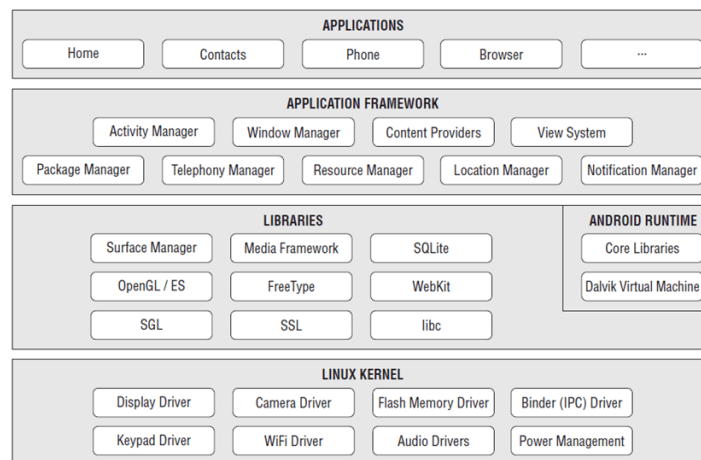 APPLICATIONS
Home Contacts Phone Browser ...
APPLICATION FRAMEWORK
Activity Manager Window Manager Content Providers View System
Package Manager Telephony Manager Resource Manager Location Manager Notification Manager
LIBRARIES ANDROID RUNTIME
Surface Manager Media Framework SQLite Core Libraries
OpenGL / ES FreeType WebKit Dalvik Virtual Machine
SGL SSL libc
LINUX KERNEL
Display Driver Camera Driver Flash Memory Driver Binder (IPC) Driver
Keypad Driver WiFi Driver Audio Drivers Power Management